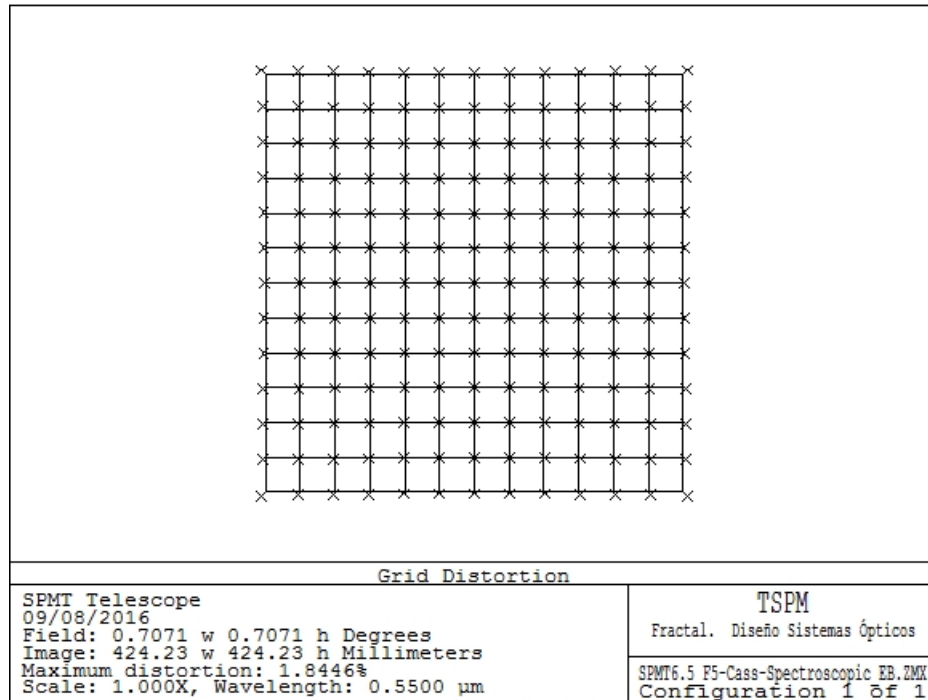 Grid Distortion
SPMT Telescope
09/08/2016
Field: 0.7071 w 0.7071 h Degrees
Image: 424.23 w 424.23 h Millimeters
Maximum distortion: 1.8446%
Scale: 1.000X, Wavelength: 0.5500 µm
TSPM
Fractal. Diseño Sistemas Ópticos
SPMT6.5 F5-Cass-Spectroscopic EB.ZMX
Configuration 1 of 1